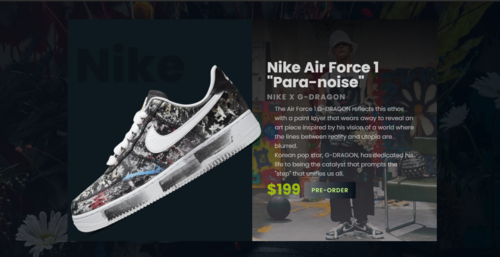 Nike
Nike Air Force 1
"Para-noise"
NIKE X G-DRAGON
The Air Force 1 G-DRAGON reflects this ethos
with a paint layer that wears away to reveal an
art piece inspired by his vision of a world where
the lines between reality and utopia are
blurred.
Korean pop star, G-DRAGON, has dedicated his
life to being the catalyst that prompts the
"step" that unifies us all.
$199 PRE-ORDER